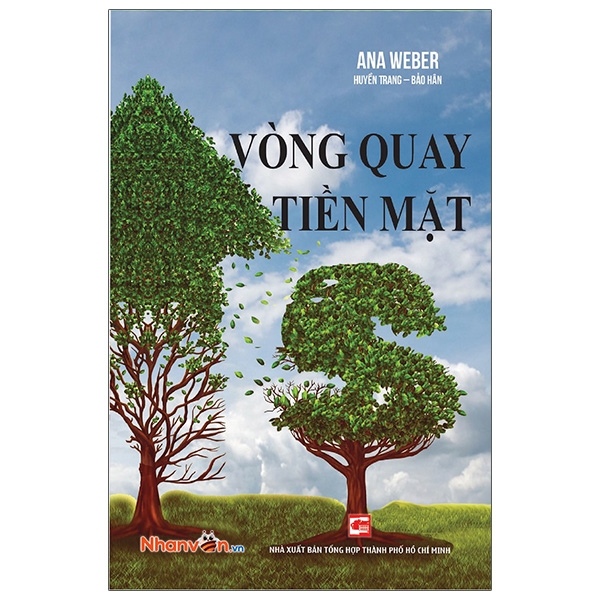 ANA WEBER
HUYỀN TRANG – BẢO HÂN
VÒNG QUAY
TIỀN MẶT
Nhanvăn.vn
NHÀ XUẤT BẢN TỔNG HỢP THÀNH PHỐ HỒ CHÍ MINH